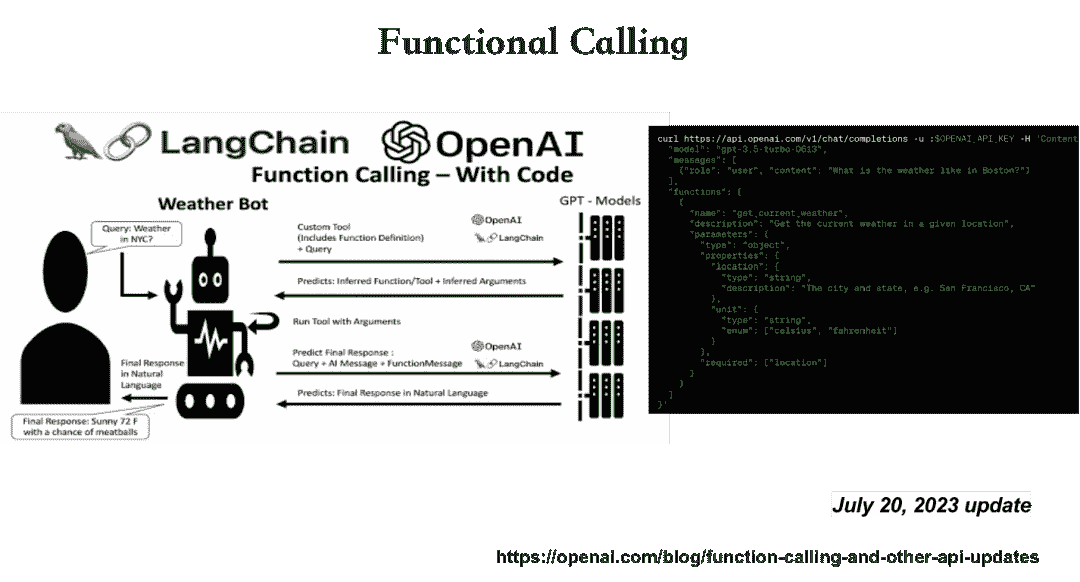 Functional Calling
LangChain
OpenAI
Function Calling – With Code
Weather Bot
GPT - Models
Query: Weather
in NYC?
Custom Tool
(Includes Function Definition)
+ Query
OpenAI
LangChain
Predicts: Inferred Function/Tool + Inferred Arguments
Run Tool with Arguments
Predict Final Response :
Query + AI Message + FunctionMessage
OpenAI
LangChain
Predicts: Final Response in Natural Language
Final Response
in Natural
Language
Final Response: Sunny 72 F
with a chance of meatballs
curl https://api.openai.com/v1/chat/completions -u :$OPENAI_API_KEY -H 'Content
"model": "gpt-3.5-turbo-0613",
"messages": [
{"role": "user", "content": "What is the weather like in Boston?"}
],
"functions": [
{
"name": "get_current_weather",
"description": "Get the current weather in a given location",
"parameters": {
"type": "object",
"properties": {
"location": {
"type": "string",
"description": "The city and state, e.g. San Francisco, CA"
},
"unit": {
"type": "string",
"enum": ["celsius", "fahrenheit"]
}
},
"required": ["location"]
}
}
]
}'
July 20, 2023 update
https://openai.com/blog/function-calling-and-other-api-updates